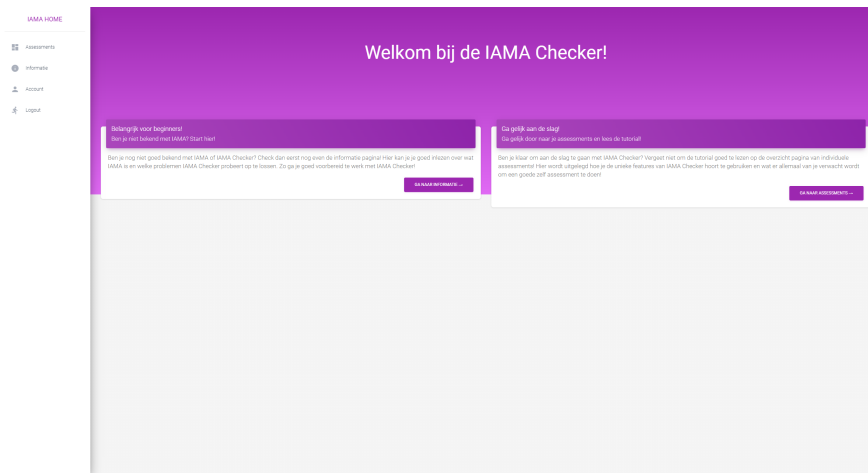 IAMA HOME
Assessments
Informatie
Account
Logout
Welkom bij de IAMA Checker!
Belangrijk voor beginners!
Ben je niet bekend met IAMA? Start hier!
Ben je nog niet goed bekend met IAMA of IAMA Checker? Check dan eerst nog even de informatie pagina! Hier kan je je goed inlezen over wat
IAMA is en welke problemen IAMA Checker probeert op te lossen. Zo ga je goed voorbereid te werk met IAMA Checker!
GA NAAR INFORMATIE →
Ga gelijk aan de slag!
Ga gelijk door naar je assessments en lees de tutorial!
Ben je klaar om aan de slag te gaan met IAMA Checker? Vergeet niet om de tutorial goed te lezen op de overzicht pagina van individuele
assessments! Hier wordt uitgelegd hoe je de unieke features van IAMA Checker hoort te gebruiken en wat er allemaal van je verwacht wordt
om een goede zelf assessment te doen!
GA NAAR ASSESSMENTS →